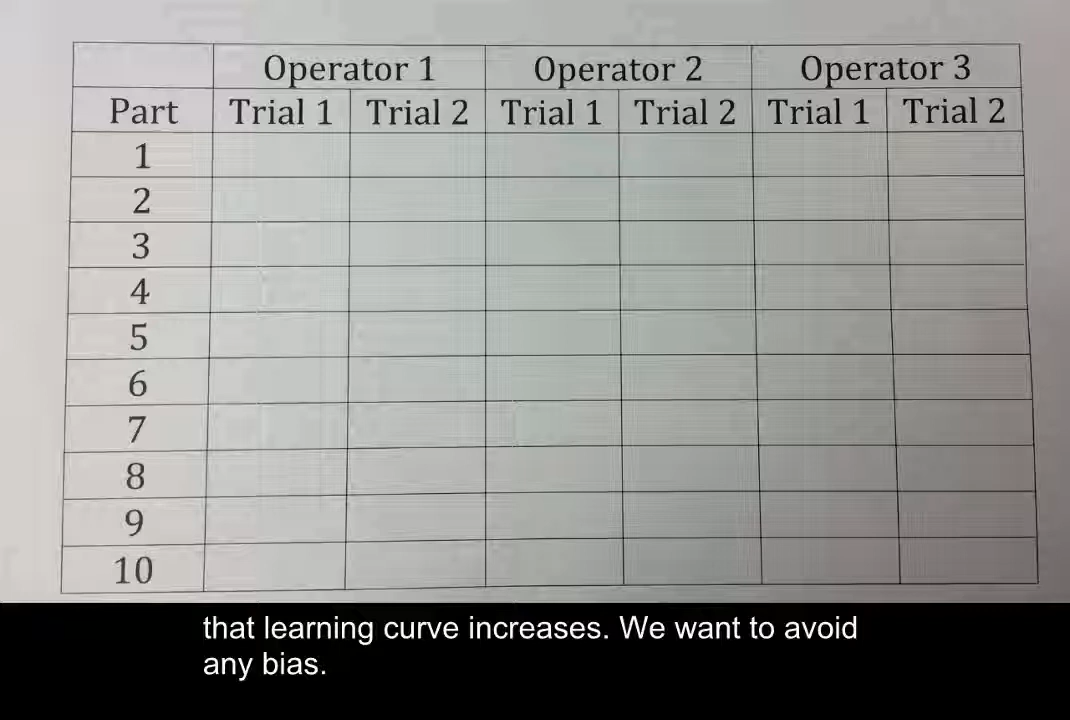 Operator 1 Operator 2 Operator 3
Part Trial 1 Trial 2 Trial 1 Trial 2 Trial 1 Trial 2
1
2
3
4
5
6
7
8
9
10
that learning curve increases. We want to avoid
any bias.